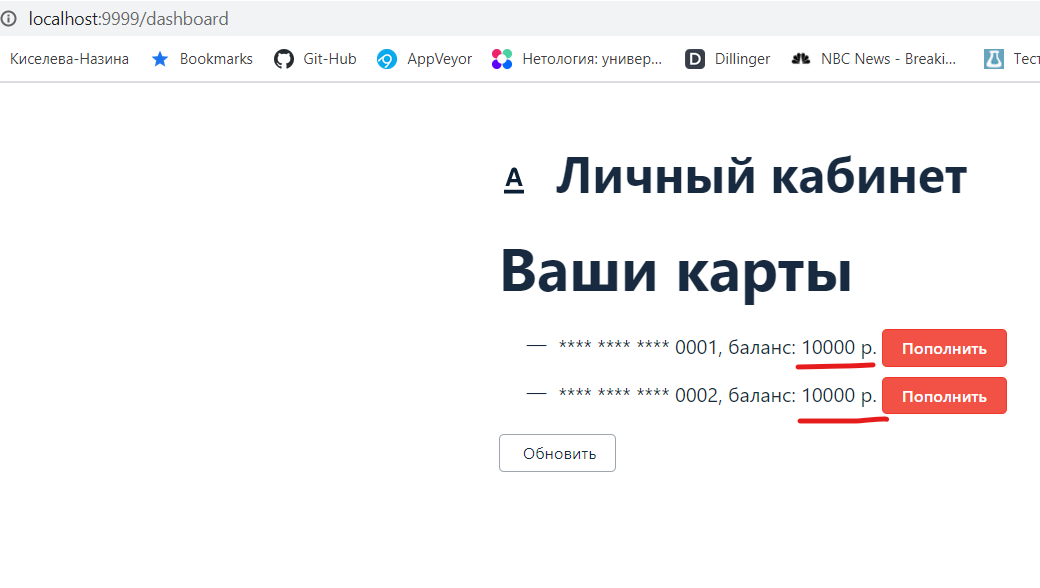 localhost:9999/dashboard
Киселева-Назина Bookmarks Git-Hub AppVeyor Нетология: универ... Dillinger NBC News - Breaki... Тест
A Личный кабинет
Ваши карты
— **** **** **** 0001, баланс: 10000 р. Пополнить
— **** **** **** 0002, баланс: 10000 р. Пополнить
Обновить